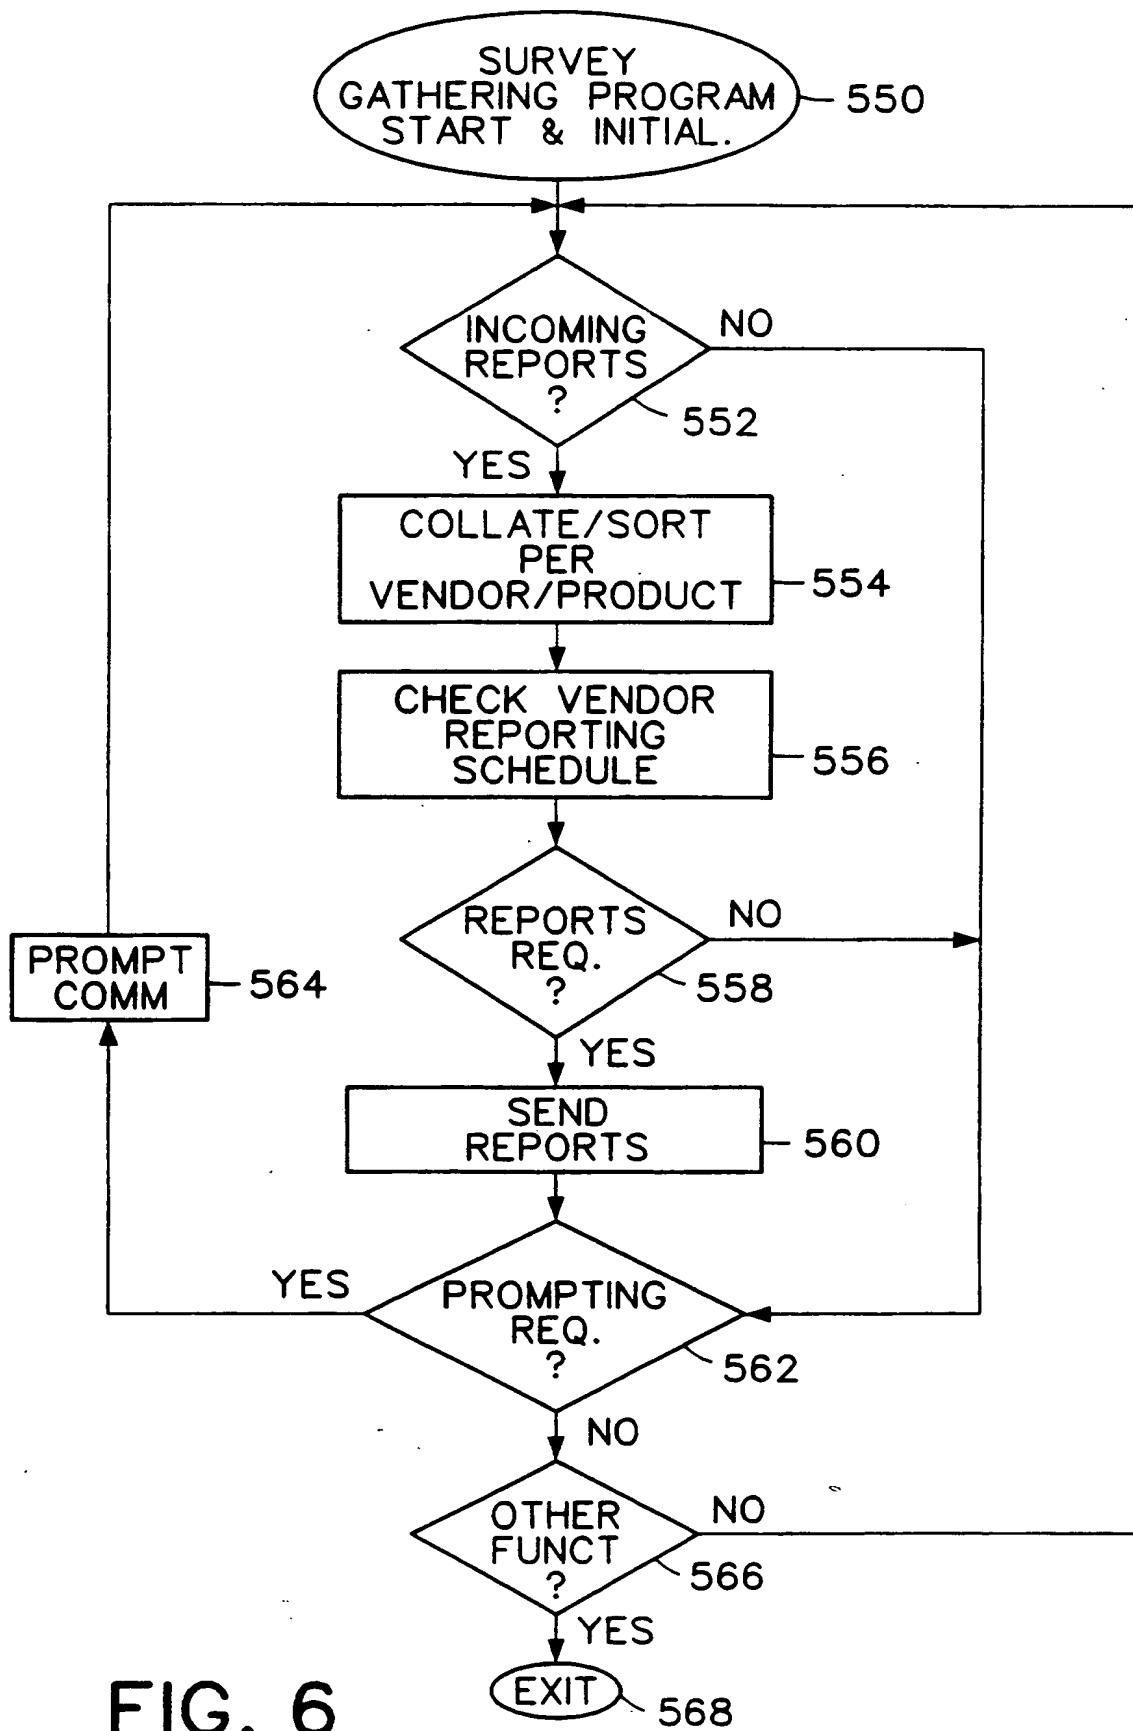 SURVEY
GATHERING PROGRAM
START & INITIAL.
550
INCOMING
REPORTS
?
NO
552
YES
COLLATE/SORT
PER
VENDOR/PRODUCT
554
CHECK VENDOR
REPORTING
SCHEDULE
556
REPORTS
REQ.
?
NO
558
PROMPT
COMM
564
YES
SEND
REPORTS
560
YES
PROMPTING
REQ.
?
562
NO
OTHER
FUNCT
?
NO
566
YES
EXIT
568
FIG. 6